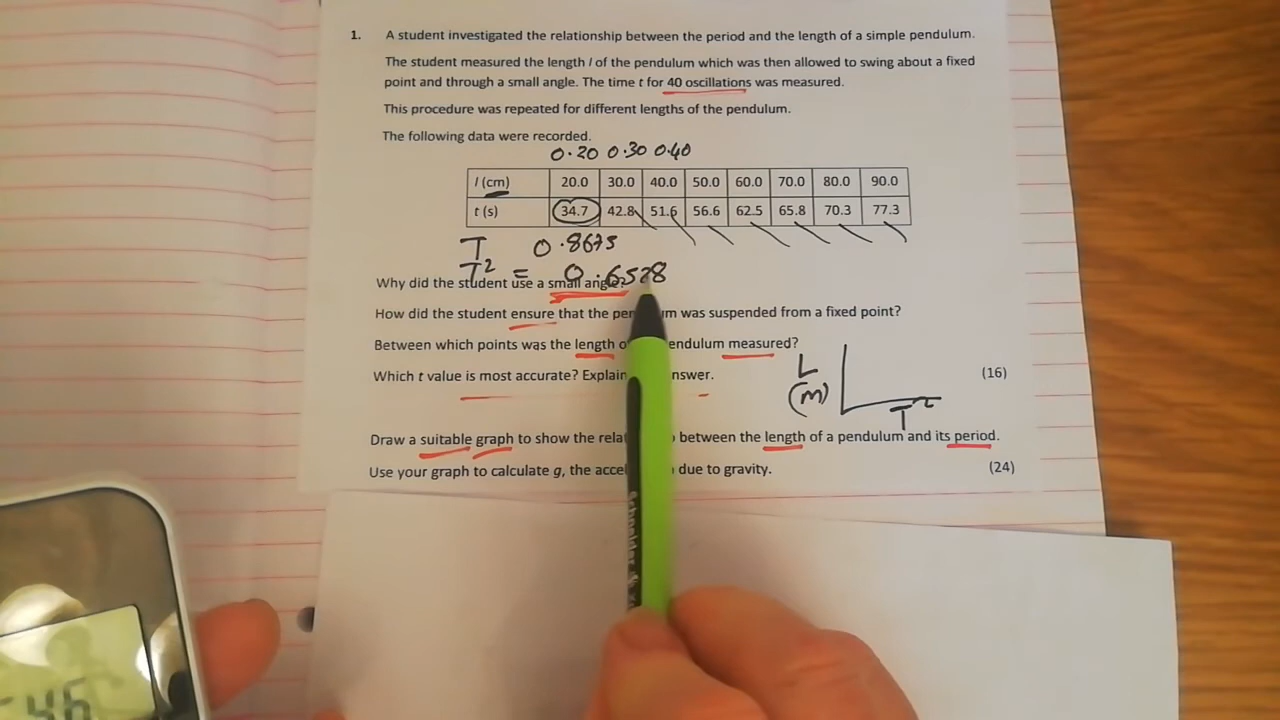 1. A student investigated the relationship between the period and the length of a simple pendulum.
The student measured the length l of the pendulum which was then allowed to swing about a fixed
point and through a small angle. The time t for 40 oscillations was measured.
This procedure was repeated for different lengths of the pendulum.
The following data were recorded.
0.20 0.30 0.40
l (cm) 20.0 30.0 40.0 50.0 60.0 70.0 80.0 90.0
t (s) 34.7 42.8 51.6 56.6 62.5 65.8 70.3 77.3
T 0.8675
T² = 0.6528
Why did the student use a small angle?
How did the student ensure that the pen m was suspended from a fixed point?
Between which points was the length o endulum measured?
Which t value is most accurate? Explain nswer. (16)
L
(m)
T²
Draw a suitable graph to show the rela between the length of a pendulum and its period.
Use your graph to calculate g, the accel due to gravity. (24)
Schneider
46